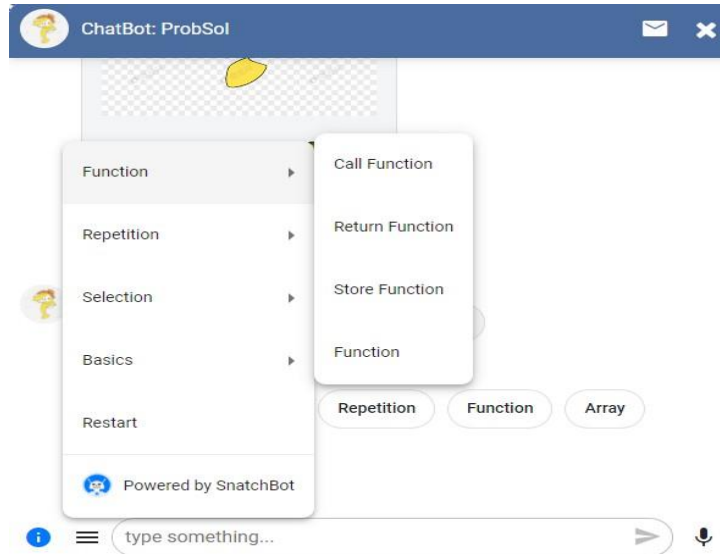 ChatBot: ProbSol
Function
Repetition
Selection
Basics
Restart
Powered by SnatchBot
Call Function
Return Function
Store Function
Function
Repetition
Function
Array
type something...